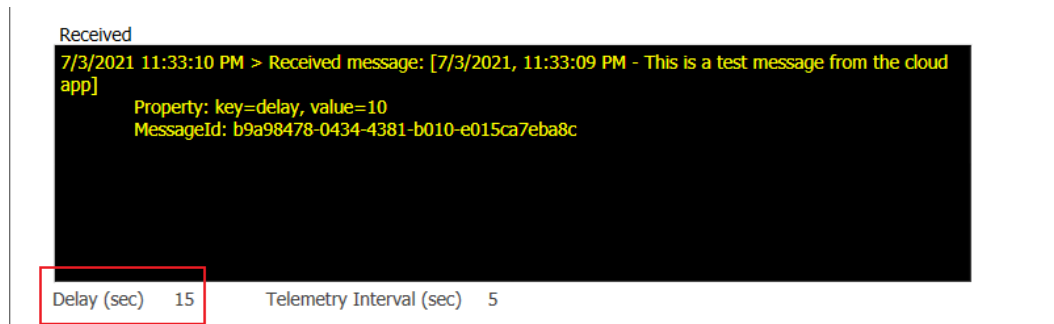 Received
7/3/2021 11:33:10 PM > Received message: [7/3/2021, 11:33:09 PM - This is a test message from the cloud
app]
Property: key=delay, value=10
MessageId: b9a98478-0434-4381-b010-e015ca7eba8c
Delay (sec) 15 Telemetry Interval (sec) 5